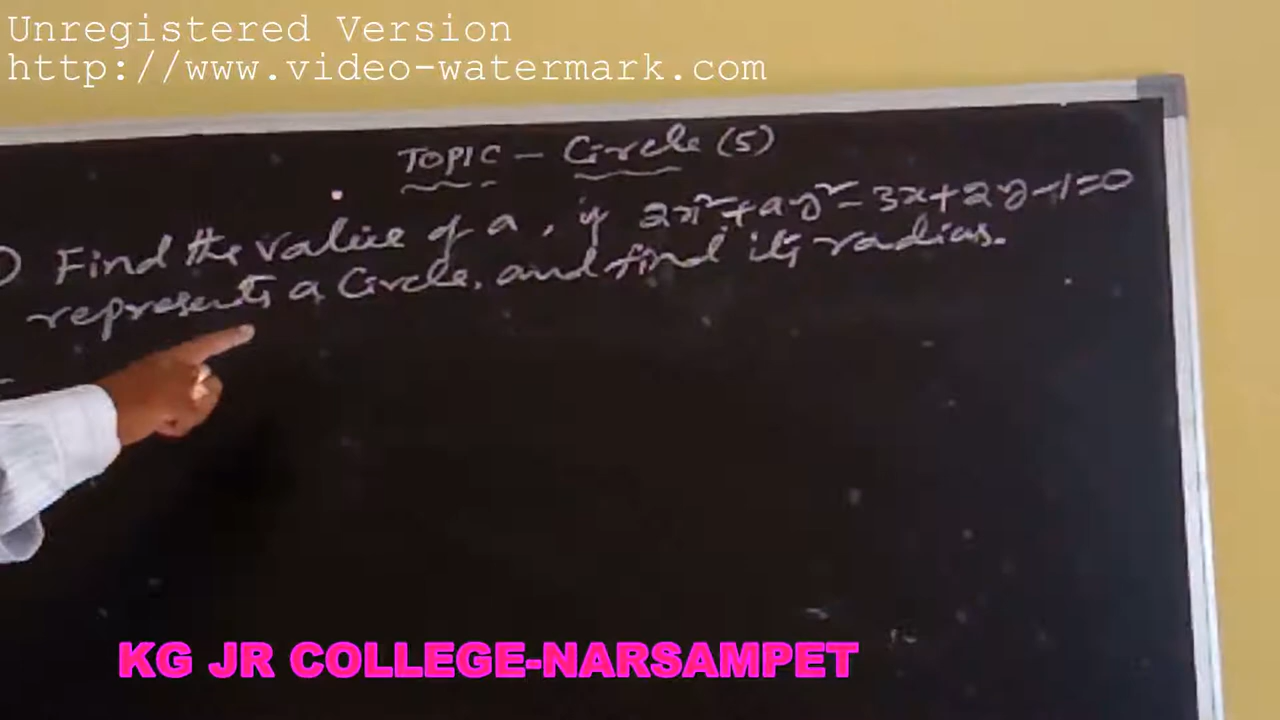 Unregistered Version
http://www.video-watermark.com
TOPIC - Circle (5)
) Find the value of a, if 2x²+ay²-3x+2y-1=0
represents a Circle, and find its radius.
KG JR COLLEGE-NARSAMPET